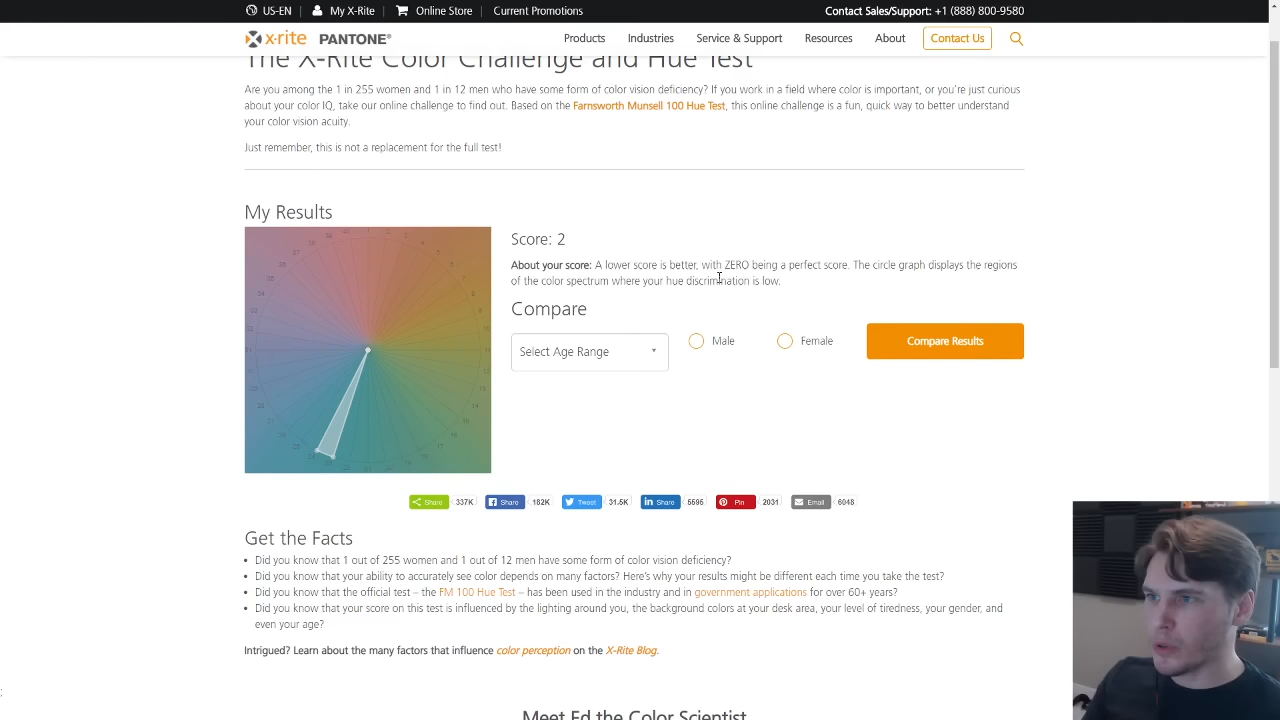 US-EN | My X-Rite | Online Store | Current Promotions Contact Sales/Support: +1 (888) 800-9580
x-rite PANTONE® Products Industries Service & Support Resources About Contact Us
The X-Rite Color Challenge and Hue Test
Are you among the 1 in 255 women and 1 in 12 men who have some form of color vision deficiency? If you work in a field where color is important, or you're just curious
about your color IQ, take our online challenge to find out. Based on the Farnsworth Munsell 100 Hue Test, this online challenge is a fun, quick way to better understand
your color vision acuity.
Just remember, this is not a replacement for the full test!
My Results
Score: 2
About your score: A lower score is better, with ZERO being a perfect score. The circle graph displays the regions
of the color spectrum where your hue discrimination is low.
Compare
Select Age Range Male Female Compare Results
Share 337K Share 182K Tweet 31.5K Share 5595 Pin 2031 Email 6048
Get the Facts
• Did you know that 1 out of 255 women and 1 out of 12 men have some form of color vision deficiency?
• Did you know that your ability to accurately see color depends on many factors? Here's why your results might be different each time you take the test?
• Did you know that the official test – the FM 100 Hue Test – has been used in the industry and in government applications for over 60+ years?
• Did you know that your score on this test is influenced by the lighting around you, the background colors at your desk area, your level of tiredness, your gender, and
even your age?
Intrigued? Learn about the many factors that influence color perception on the X-Rite Blog.
Meet Ed the Color Scientist